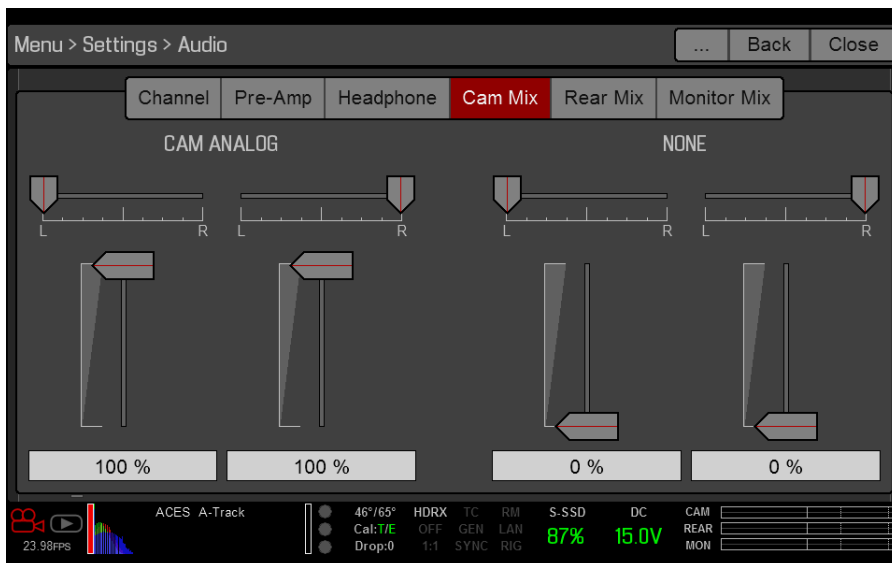 Menu > Settings > Audio
...
Back
Close
Channel
Pre-Amp
Headphone
Cam Mix
Rear Mix
Monitor Mix
CAM ANALOG
NONE
L R L R L R L R
100 % 100 % 0 % 0 %
ACES A-Track
46°/65° HDRX TC RM S-SSD DC CAM
Cal:T/E OFF GEN LAN 87% 15.0V REAR
23.98FPS Drop:0 1:1 SYNC RIG MON